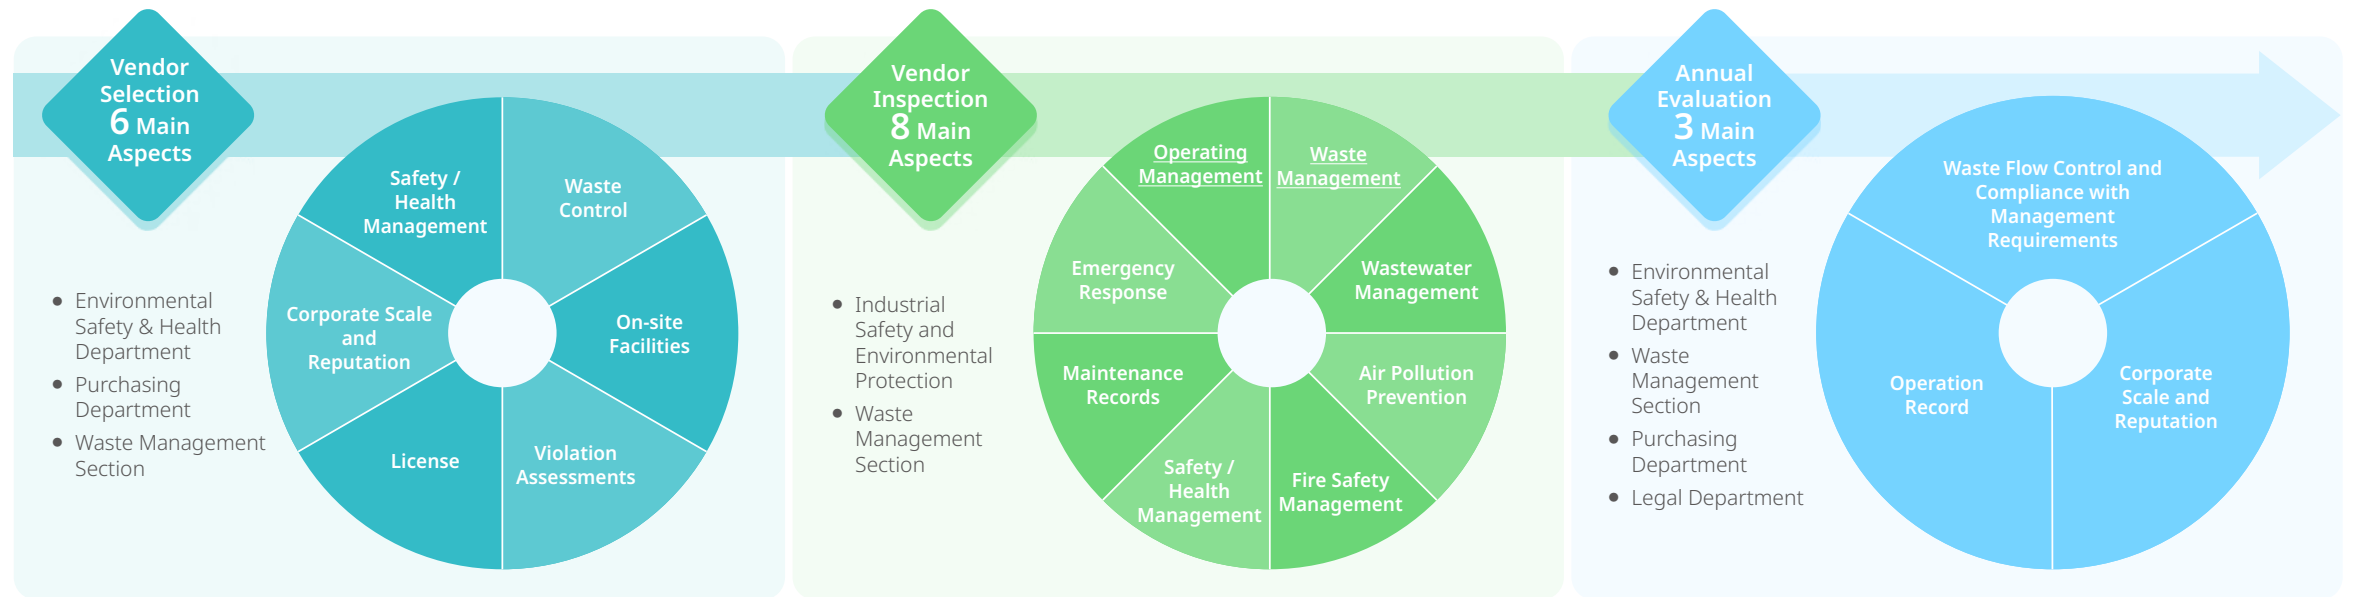 Vendor
Selection
6 Main
Aspects
Environmental
Safety & Health
Department
Purchasing
Department
Waste Management
Section
Safety /
Health
Management
Waste
Control
On-site
Facilities
Violation
Assessments
License
Corporate Scale
and
Reputation
Vendor
Inspection
8 Main
Aspects
Industrial
Safety and
Environmental
Protection
Waste
Management
Section
Operating
Management
Waste
Management
Wastewater
Management
Air Pollution
Prevention
Fire Safety
Management
Safety /
Health
Management
Maintenance
Records
Emergency
Response
Annual
Evaluation
3 Main
Aspects
Environmental
Safety & Health
Department
Waste
Management
Section
Purchasing
Department
Legal Department
Waste Flow Control and
Compliance with
Management
Requirements
Corporate
Scale and
Reputation
Operation
Record